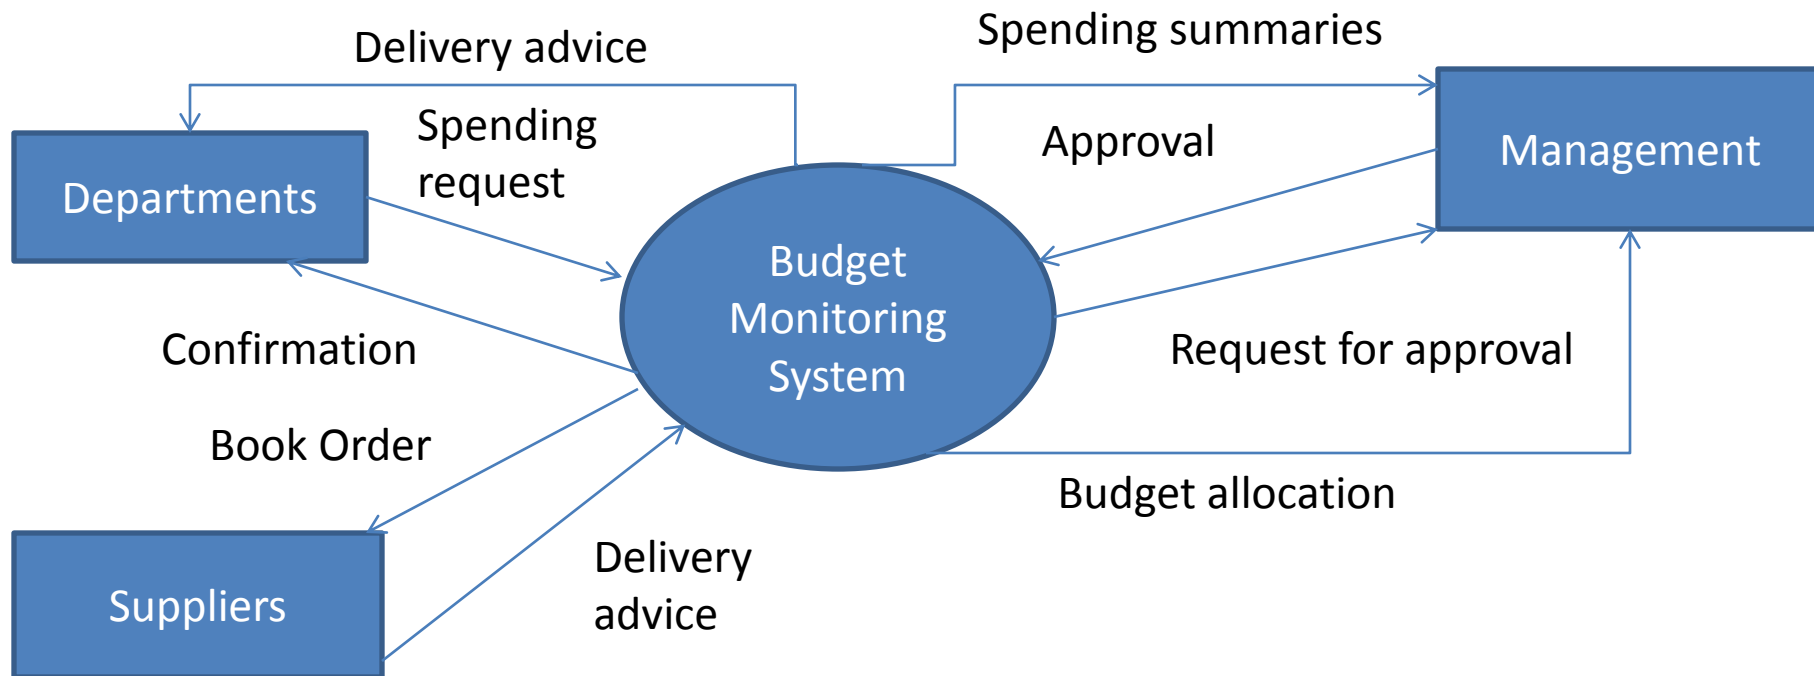 Delivery advice
Spending summaries
Spending
request
Approval
Departments
Management
Budget
Monitoring
System
Confirmation
Request for approval
Book Order
Budget allocation
Delivery
advice
Suppliers